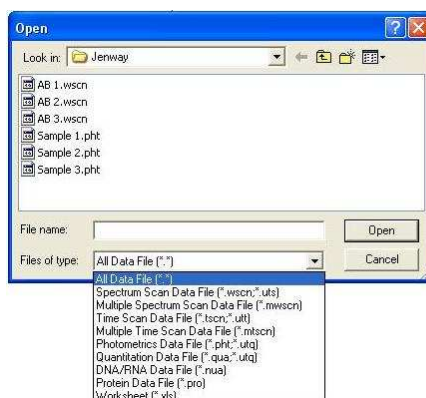 Open
Look in: Jenway
AB 1.wscn
AB 2.wscn
AB 3.wscn
Sample 1.pht
Sample 2.pht
Sample 3.pht
File name: Open
Files of type: All Data File (*.*) Cancel
All Data File (*.*)
Spectrum Scan Data File (*.wscn;*.uts)
Multiple Spectrum Scan Data File (*.mwscn)
Time Scan Data File (*.tscn;*.utt)
Multiple Time Scan Data File (*.mtscn)
Photometrics Data File (*.pht;*.utq)
Quantitation Data File (*.qua;*.utq)
DNA/RNA Data File (*.nua)
Protein Data File (*.pro)
Worksheet (*.xls)